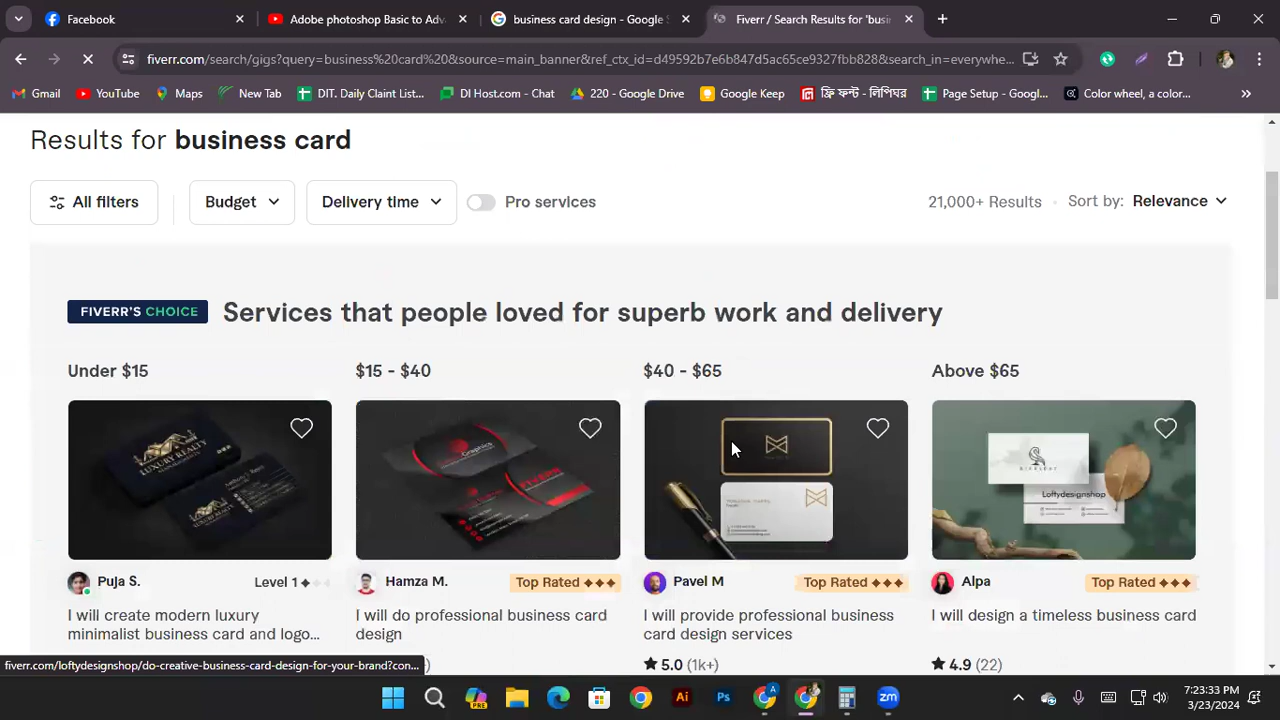 Facebook
Adobe photoshop Basic to Adv
business card design - Google S
Fiverr / Search Results for 'busi
fiverr.com/search/gigs?query=business%20card%20&source=main_banner&ref_ctx_id=d49592b7e6b847d5ac65ce9327fbb828&search_in=everywhe...
Gmail
YouTube
Maps
New Tab
DIT. Daily Claint List...
DI Host.com - Chat
220 - Google Drive
Google Keep
ফ্রি ফন্ট - লিপিঘর
Page Setup - Googl...
Color wheel, a color...
Results for business card
All filters
Budget
Delivery time
Pro services
21,000+ Results
Sort by: Relevance
FIVERR'S CHOICE
Services that people loved for superb work and delivery
Under $15
$15 - $40
$40 - $65
Above $65
LUXURY REALTY
Graphics
Loftydesignshop
Puja S.
Level 1
Hamza M.
Top Rated
Pavel M
Top Rated
Alpa
Top Rated
I will create modern luxury
minimalist business card and logo...
I will do professional business card
design
I will provide professional business
card design services
I will design a timeless business card
5.0 (1k+)
4.9 (22)
fiverr.com/loftydesignshop/do-creative-business-card-design-for-your-brand?con...
PRE
Ai
Ps
A
zm
7:23:33 PM
3/23/2024